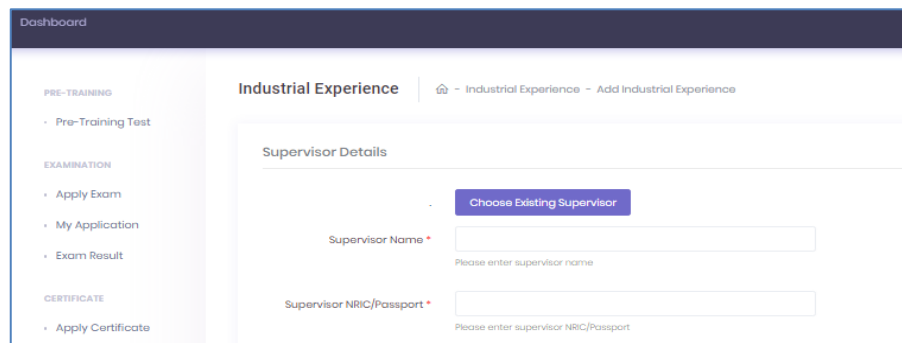 Dashboard
PRE-TRAINING
Pre-Training Test
EXAMINATION
Apply Exam
My Application
Exam Result
CERTIFICATE
Apply Certificate
Industrial Experience
- Industrial Experience - Add Industrial Experience
Supervisor Details
Choose Existing Supervisor
Supervisor Name *
Please enter supervisor name
Supervisor NRIC/Passport *
Please enter supervisor NRIC/Passport